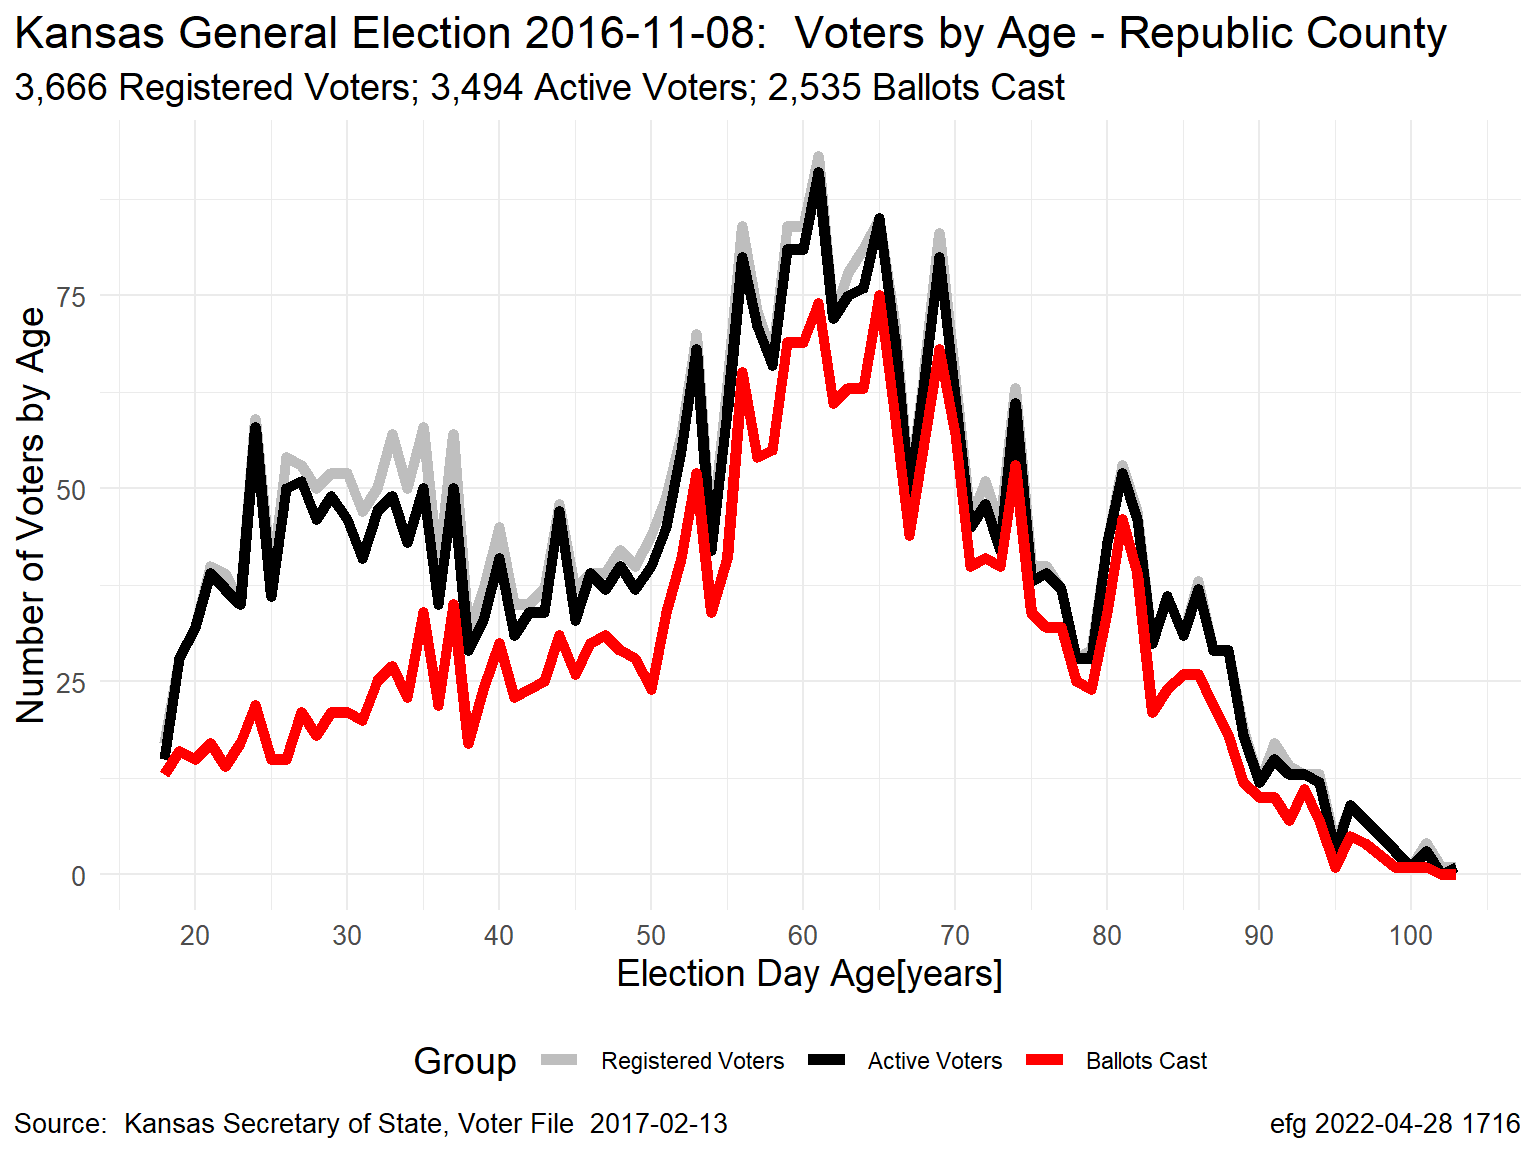 Kansas General Election 2016-11-08:  Voters by Age - Republic County
3,666 Registered Voters; 3,494 Active Voters; 2,535 Ballots Cast
Number of Voters by Age
75
50
25
0
20 30 40 50 60 70 80 90 100
Election Day Age[years]
Group Registered Voters Active Voters Ballots Cast
Source:  Kansas Secretary of State, Voter File  2017-02-13 efg 2022-04-28 1716